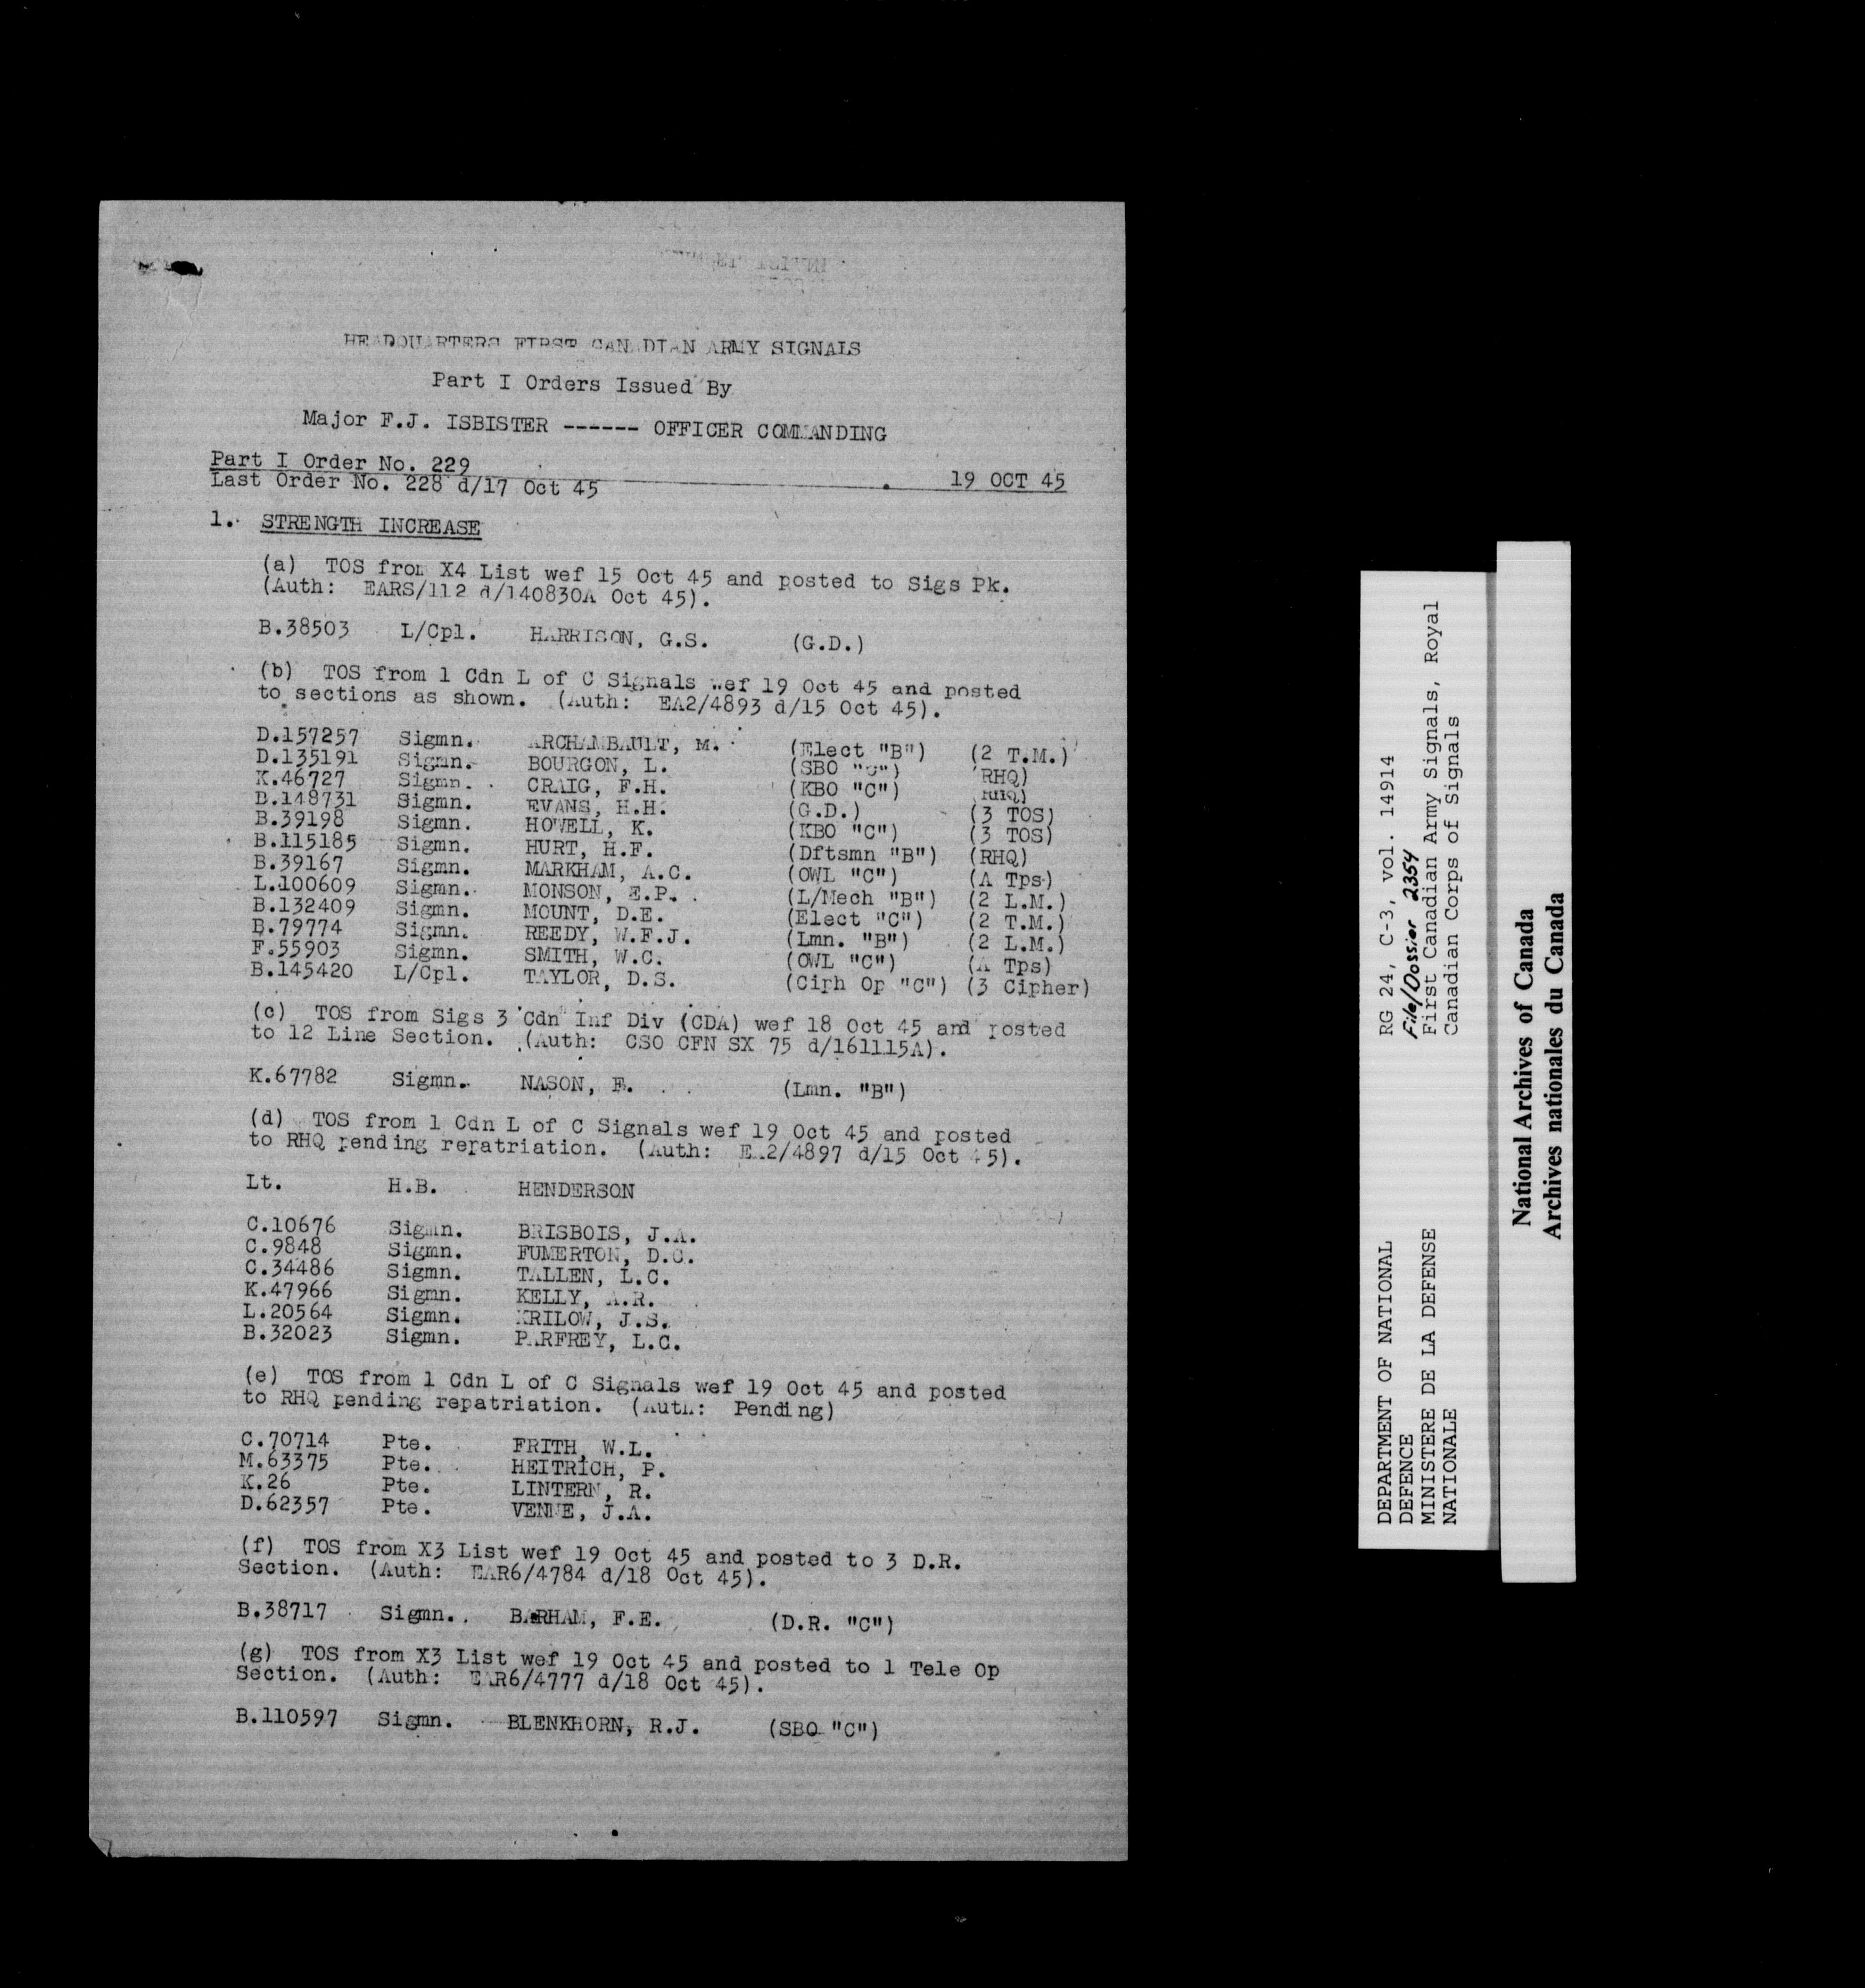 HEADQUARTERS FIRST CANADIAN ARMY SIGNALS
Part I Orders Issued By
Major F.J. ISBISTER ------ OFFICER COMMANDING
Part I Order No. 229
Last Order No. 228 d/17 Oct 45 19 OCT 45
1. STRENGTH INCREASE
(a) TOS from X4 List wef 15 Oct 45 and posted to Sigs Pk.
(Auth: EARS/112 d/140830A Oct 45).
B.38503 L/Cpl. HARRISON, G.S. (G.D.)
(b) TOS from 1 Cdn L of C Signals wef 19 Oct 45 and posted
to sections as shown. (Auth: EA2/4893 d/15 Oct 45).
D.157257 Sigmn. ARCHAMBAULT, M. (Elect "B") (2 T.M.)
D.135191 Sigmn. BOURGON, L. (SBO "C") (RHQ)
K.46727 Sigmn. CRAIG, F.H. (KBO "C") (RHQ)
B.148731 Sigmn. EVANS, H.H. (G.D.) (3 TOS)
B.39198 Sigmn. HOWELL, K. (KBO "C") (3 TOS)
B.115185 Sigmn. HURT, H.F. (Dftsmn "B") (RHQ)
B.39167 Sigmn. MARKHAM, A.C. (OWL "C") (A Tps)
L.100609 Sigmn. MONSON, E.P. (L/Mech "B") (2 L.M.)
B.132409 Sigmn. MOUNT, D.E. (Elect "C") (2 T.M.)
B.79774 Sigmn. REEDY, W.F.J. (Lmn. "B") (2 L.M.)
F.55903 Sigmn. SMITH, W.C. (OWL "C") (A Tps)
B.145420 L/Cpl. TAYLOR, D.S. (Ciph Op "C") (3 Cipher)
(c) TOS from Sigs 3 Cdn Inf Div (CDA) wef 18 Oct 45 and posted
to 12 Line Section. (Auth: CSO CFN SX 75 d/161115A).
K.67782 Sigmn. NASON, E. (Lmn. "B")
(d) TOS from 1 Cdn L of C Signals wef 19 Oct 45 and posted
to RHQ pending repatriation. (Auth: EA2/4897 d/15 Oct 45).
Lt. H.B. HENDERSON
C.10676 Sigmn. BRISBOIS, J.A.
C.9848 Sigmn. FUMERTON, D.C.
C.34486 Sigmn. TALLEN, L.C.
K.47966 Sigmn. KELLY, A.R.
L.20564 Sigmn. KRILOW, J.S.
B.32023 Sigmn. PARFREY, L.C.
(e) TOS from 1 Cdn L of C Signals wef 19 Oct 45 and posted
to RHQ pending repatriation. (Auth: Pending)
C.70714 Pte. FRITH, W.L.
M.63375 Pte. HEITRICH, P.
K.26 Pte. LINTERN, R.
D.62357 Pte. VENNE, J.A.
(f) TOS from X3 List wef 19 Oct 45 and posted to 3 D.R.
Section. (Auth: EAR6/4784 d/18 Oct 45).
B.38717 Sigmn. BARHAM, F.E. (D.R. "C")
(g) TOS from X3 List wef 19 Oct 45 and posted to 1 Tele Op
Section. (Auth: EAR6/4777 d/18 Oct 45).
B.110597 Sigmn. BLENKHORN, R.J. (SBO "C")
DEPARTMENT OF NATIONAL RG 24, C-3, vol. 14914
DEFENCE File/Dossier 2354
MINISTERE DE LA DEFENSE First Canadian Army Signals, Royal
NATIONALE Canadian Corps of Signals
National Archives of Canada
Archives nationales du Canada